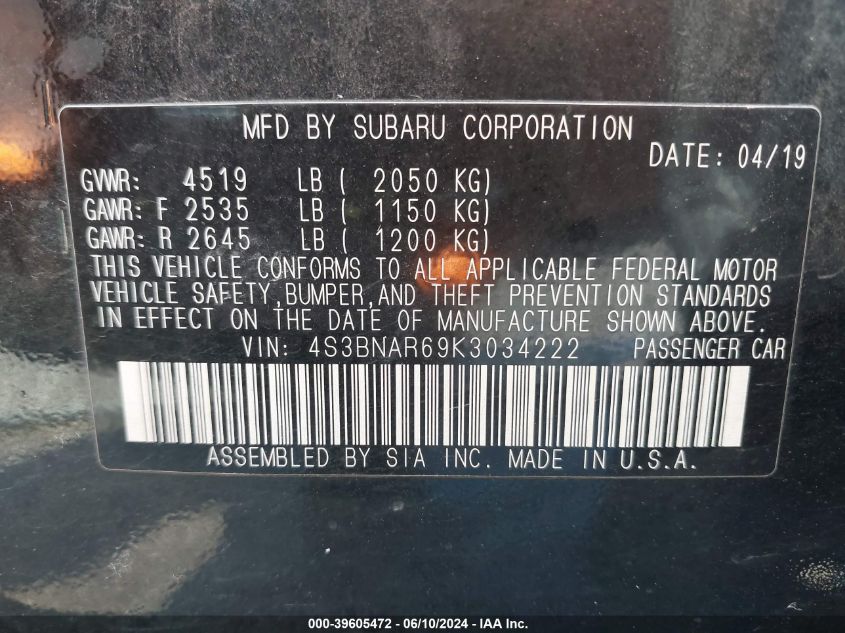 MFD BY SUBARU CORPORATION
DATE: 04/19
GVWR: 4519 LB ( 2050 KG)
GAWR: F 2535 LB ( 1150 KG)
GAWR: R 2645 LB ( 1200 KG)
THIS VEHICLE CONFORMS TO ALL APPLICABLE FEDERAL MOTOR
VEHICLE SAFETY, BUMPER, AND THEFT PREVENTION STANDARDS
IN EFFECT ON THE DATE OF MANUFACTURE SHOWN ABOVE.
VIN: 4S3BNAR69K3034222 PASSENGER CAR
ASSEMBLED BY SIA INC. MADE IN U.S.A.
000-39605472 - 06/10/2024 - IAA Inc.